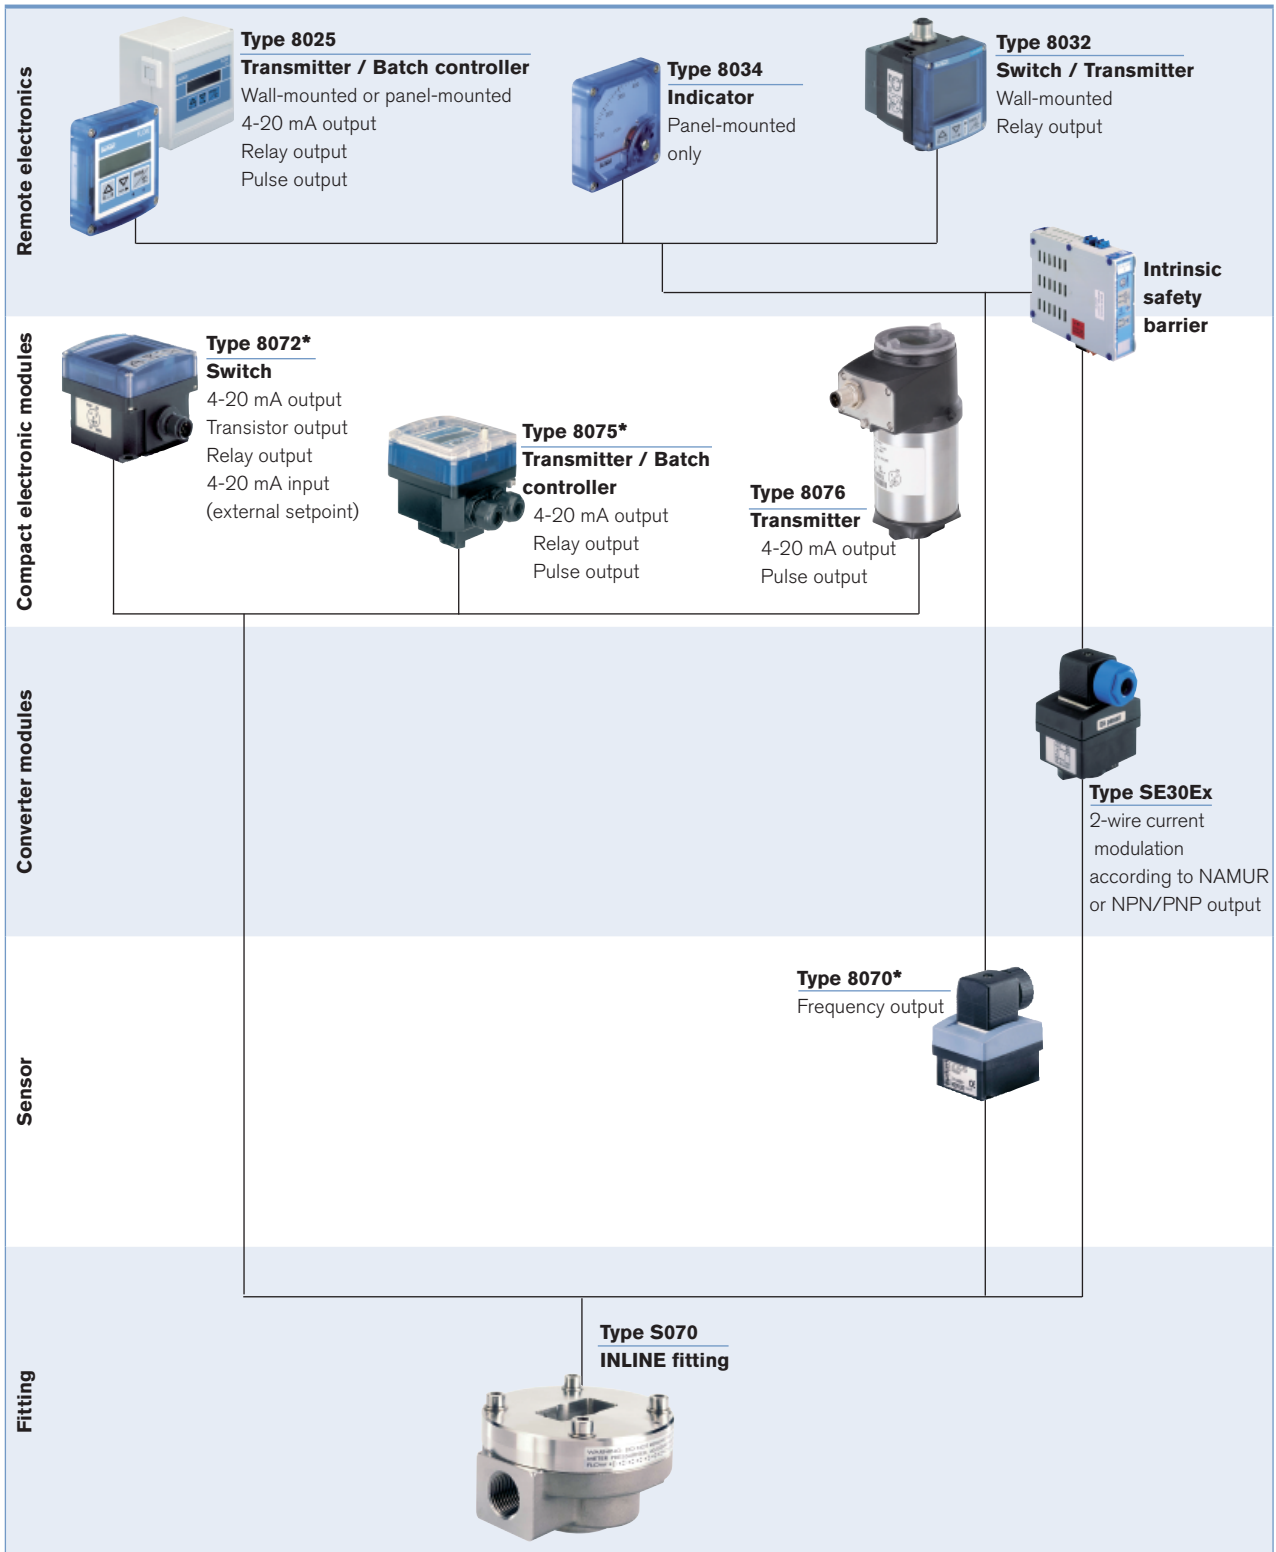 Remote electronics
Type 8025
Transmitter / Batch controller
Wall-mounted or panel-mounted
4-20 mA output
Relay output
Pulse output
Type 8034
Indicator
Panel-mounted
only
Type 8032
Switch / Transmitter
Wall-mounted
Relay output
Intrinsic
safety
barrier
Compact electronic modules
Type 8072*
Switch
4-20 mA output
Transistor output
Relay output
4-20 mA input
(external setpoint)
Type 8075*
Transmitter / Batch
controller
4-20 mA output
Relay output
Pulse output
Type 8076
Transmitter
4-20 mA output
Pulse output
Converter modules
Type SE30Ex
2-wire current
modulation
according to NAMUR
or NPN/PNP output
Sensor
Type 8070*
Frequency output
Fitting
Type S070
INLINE fitting